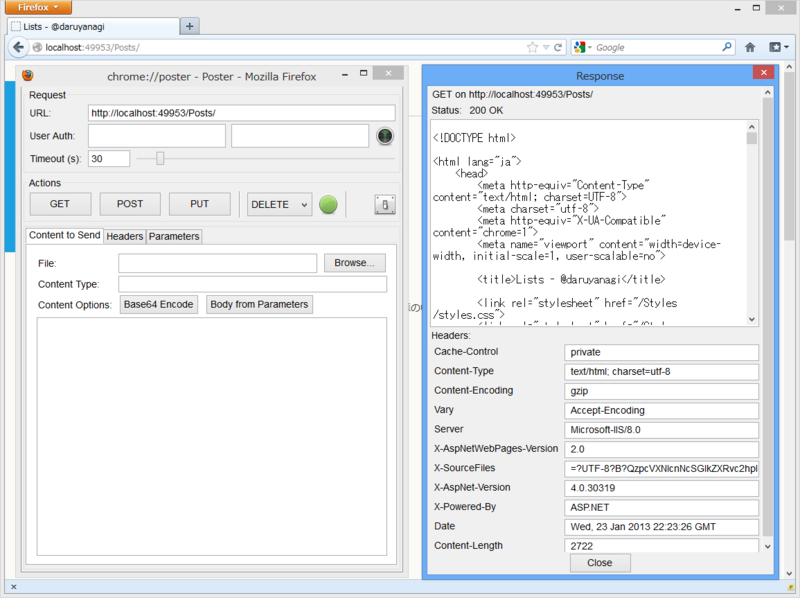 Firefox
Lists - @daruyanagi
localhost:49953/Posts/
Google
chrome://poster - Poster - Mozilla Firefox
Request
URL:
http://localhost:49953/Posts/
User Auth:
Timeout (s):
30
Actions
GET
POST
PUT
DELETE
Content to Send
Headers
Parameters
File:
Browse...
Content Type:
Content Options:
Base64 Encode
Body from Parameters
Response
GET on http://localhost:49953/Posts/
Status: 200 OK
<!DOCTYPE html>
<html lang="ja">
<head>
<meta http-equiv="Content-Type"
content="text/html; charset=UTF-8">
<meta charset="utf-8">
<meta http-equiv="X-UA-Compatible"
content="chrome=1">
<meta name="viewport" content="width=device-
width, initial-scale=1, user-scalable=no">
<title>Lists - @daruyanagi</title>
<link rel="stylesheet" href="/Styles
/styles.css">
Headers:
Cache-Control private
Content-Type text/html; charset=utf-8
Content-Encoding gzip
Vary Accept-Encoding
Server Microsoft-IIS/8.0
X-AspNetWebPages-Version 2.0
X-SourceFiles =?UTF-8?B?QzpcVXNlcnNcSGlkZXRvc2hpl
X-AspNet-Version 4.0.30319
X-Powered-By ASP.NET
Date Wed, 23 Jan 2013 22:23:26 GMT
Content-Length 2722
Close